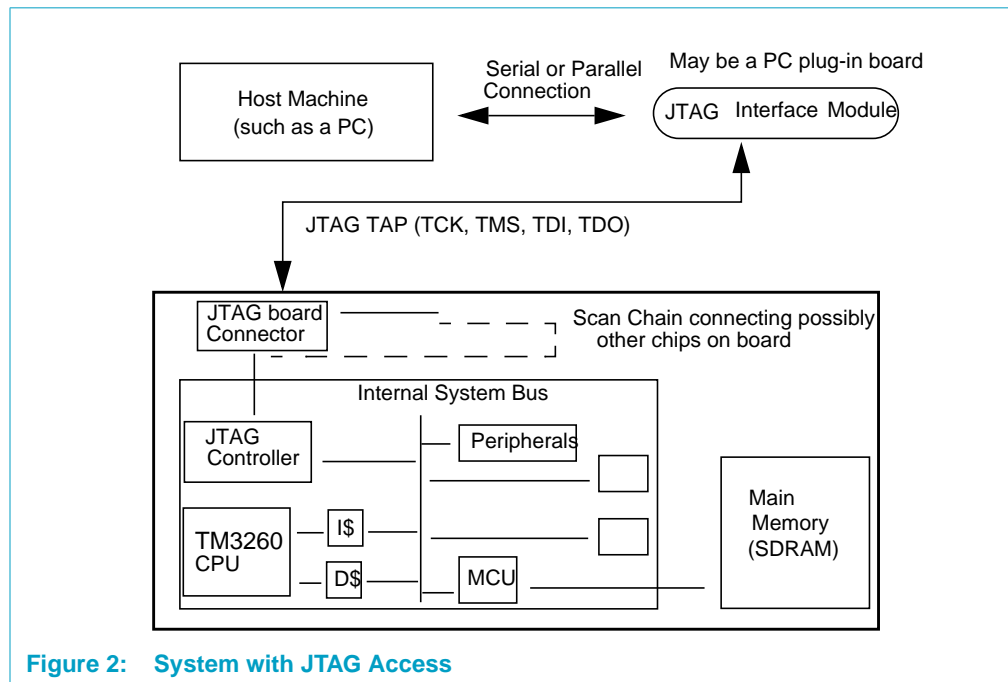 Host Machine
(such as a PC)
Serial or Parallel
Connection
May be a PC plug-in board
JTAG Interface Module
JTAG TAP (TCK, TMS, TDI, TDO)
JTAG board
Connector
Scan Chain connecting possibly
other chips on board
Internal System Bus
JTAG
Controller
Peripherals
TM3260
CPU
I$
D$
MCU
Main
Memory
(SDRAM)
Figure 2: System with JTAG Access